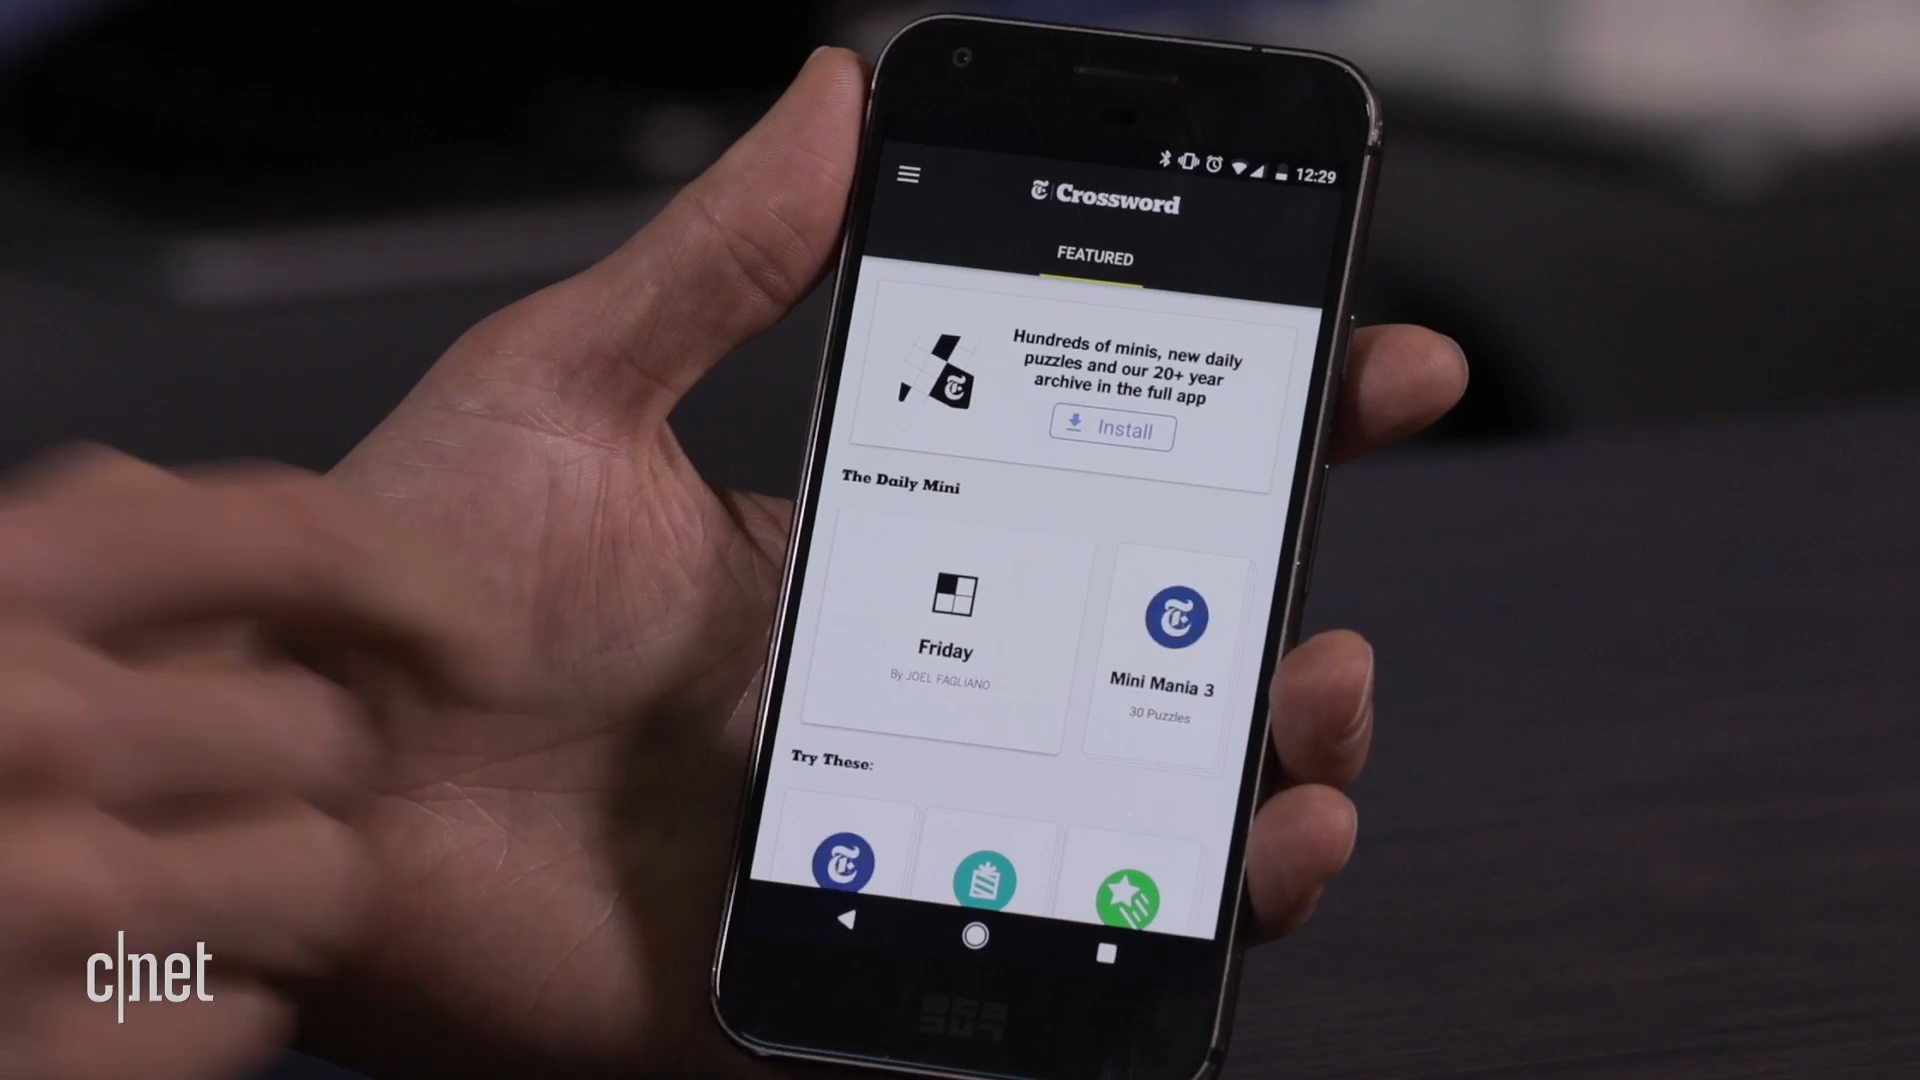 12:29
T Crossword
FEATURED
Hundreds of minis, new daily
puzzles and our 20+ year
archive in the full app
Install
The Daily Mini
T
Friday
By JOEL FAGLIANO
T
Mini Mania 3
30 Puzzles
Try These:
T
c|net